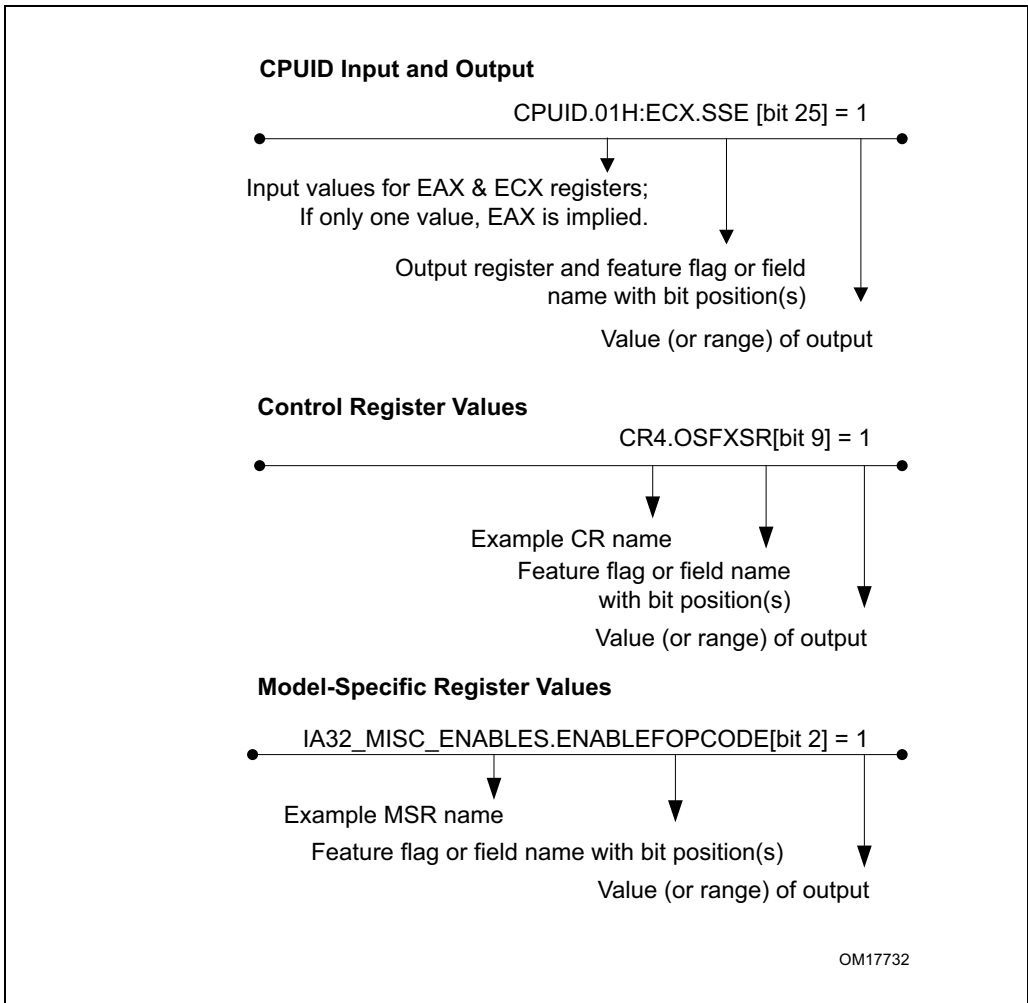 CPUID Input and Output
CPUID.01H:ECX.SSE [bit 25] = 1
Input values for EAX & ECX registers;
If only one value, EAX is implied.
Output register and feature flag or field
name with bit position(s)
Value (or range) of output
Control Register Values
CR4.OSFXSR[bit 9] = 1
Example CR name
Feature flag or field name
with bit position(s)
Value (or range) of output
Model-Specific Register Values
IA32_MISC_ENABLES.ENABLEFOPCODE[bit 2] = 1
Example MSR name
Feature flag or field name with bit position(s)
Value (or range) of output
OM17732